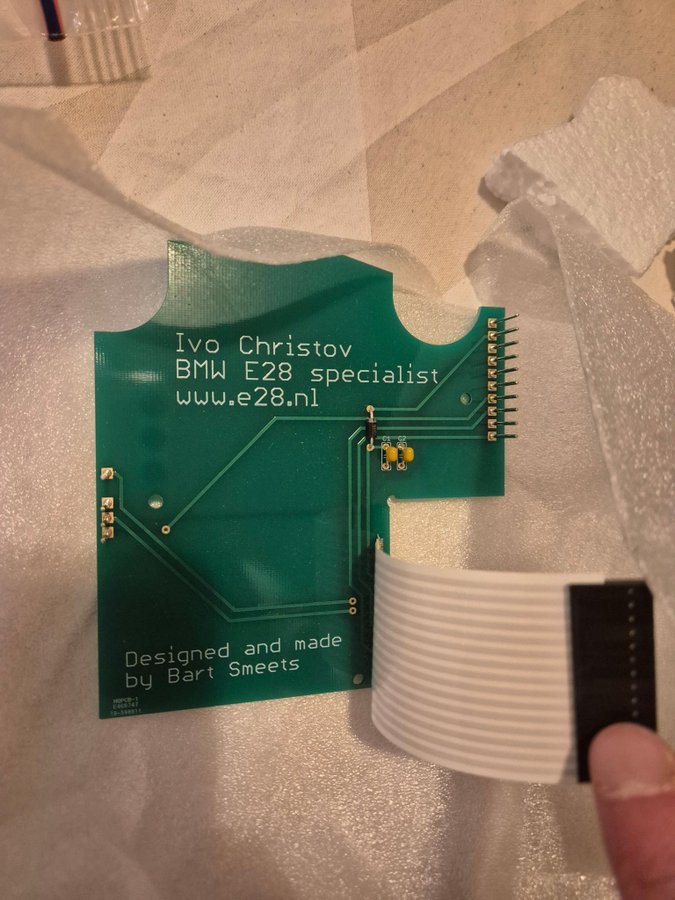 Ivo Christov
BMW E28 specialist
www.e28.nl
C1 C2
Designed and made
by Bart Smeets